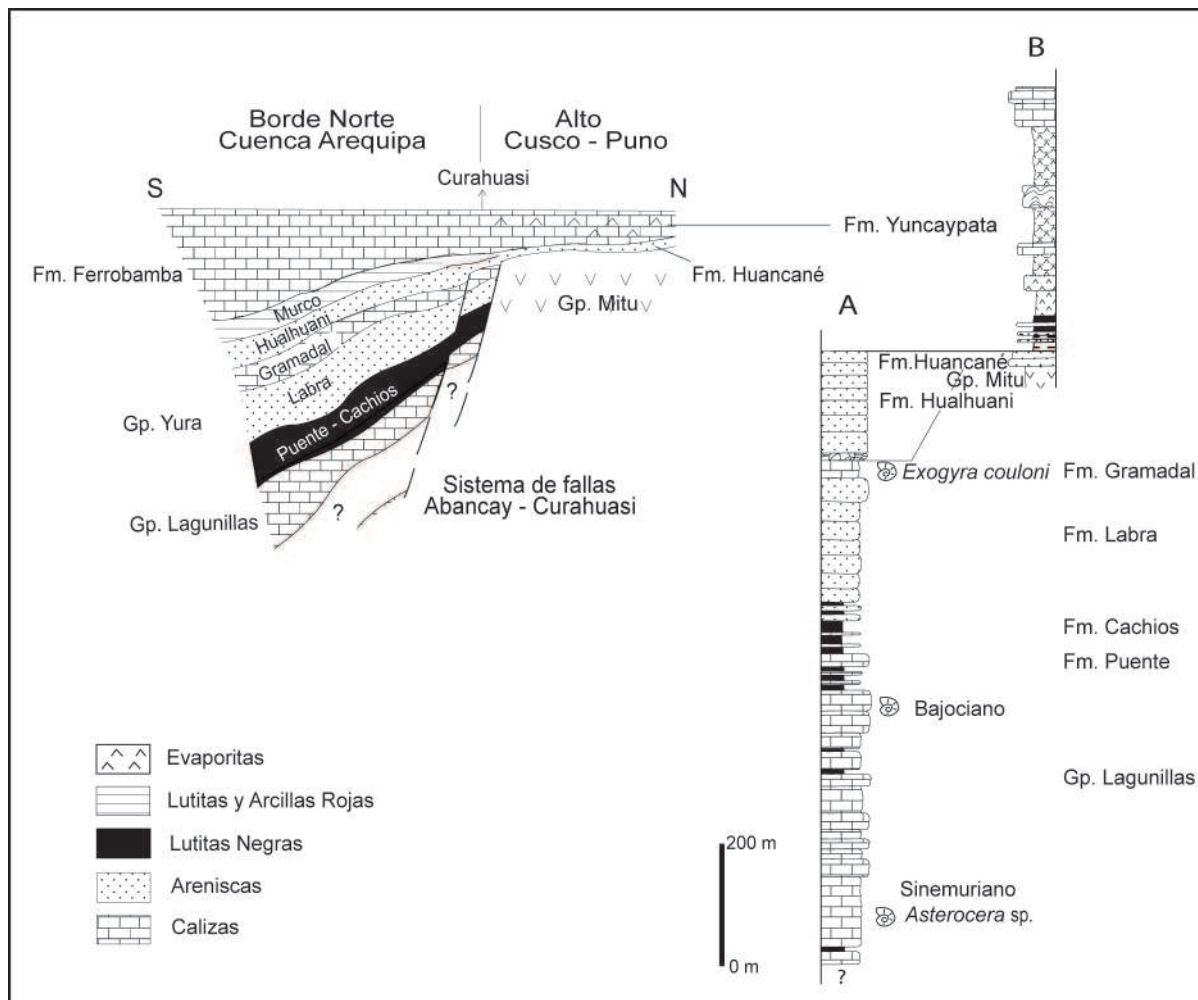 B
Borde Norte
Cuenca Arequipa
Alto
Cusco - Puno
Curahuasi
S
N
Fm. Yuncaypata
Fm. Ferrobamba
Fm. Huancané
Murco
Hualhuani
Gramadal
Labra
Puente - Cachios
Gp. Mitu
Gp. Yura
?
Gp. Lagunillas
?
Sistema de fallas
Abancay - Curahuasi
A
Fm.Huancané
Gp. Mitu
Fm. Hualhuani
Exogyra couloni
Fm. Gramadal
Fm. Labra
Fm. Cachios
Fm. Puente
Bajociano
Gp. Lagunillas
Sinemuriano
Asterocera sp.
?
Evaporitas
Lutitas y Arcillas Rojas
Lutitas Negras
Areniscas
Calizas
200 m
0 m